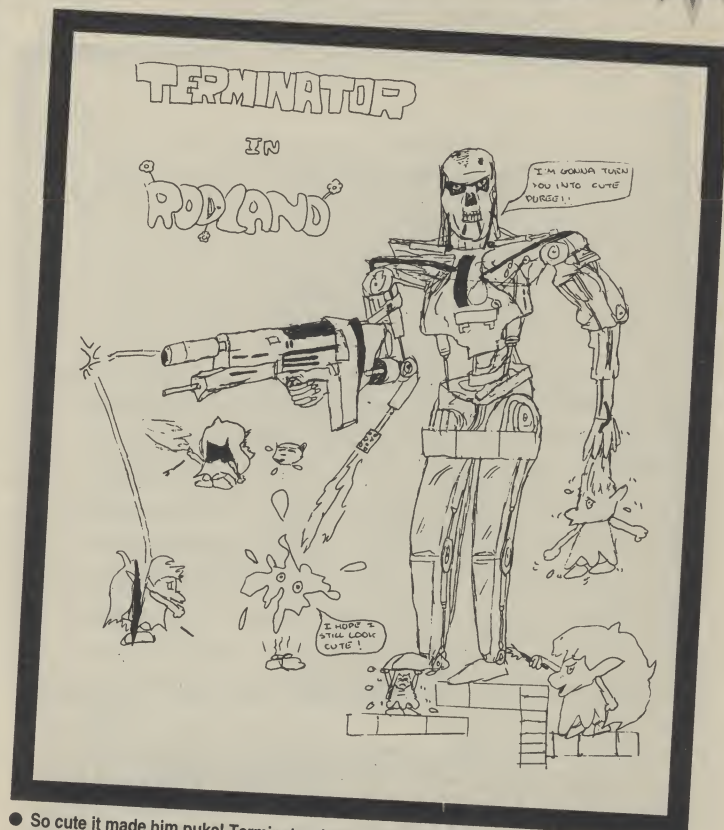 TERMINATOR
IN
RODLAND
I'M GONNA TURN
YOU INTO CUTE
PUREE!!
I HOPE I
STILL LOOK
CUTE!
● So cute it made him puke! Terminator i